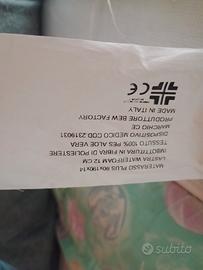 MATERASSO PLUS 80x190x14
LASTRA WATERFOAM 12 CM
IMBOTTITURA IN FIBRA DI POLIESTERE
TESSUTO 100% PES ALOE VERA
DISPOSITIVO MEDICO COD.2319031
MARCHIO CE
PRODUTTORE BEW FACTORY
MADE IN ITALY
CE
subito